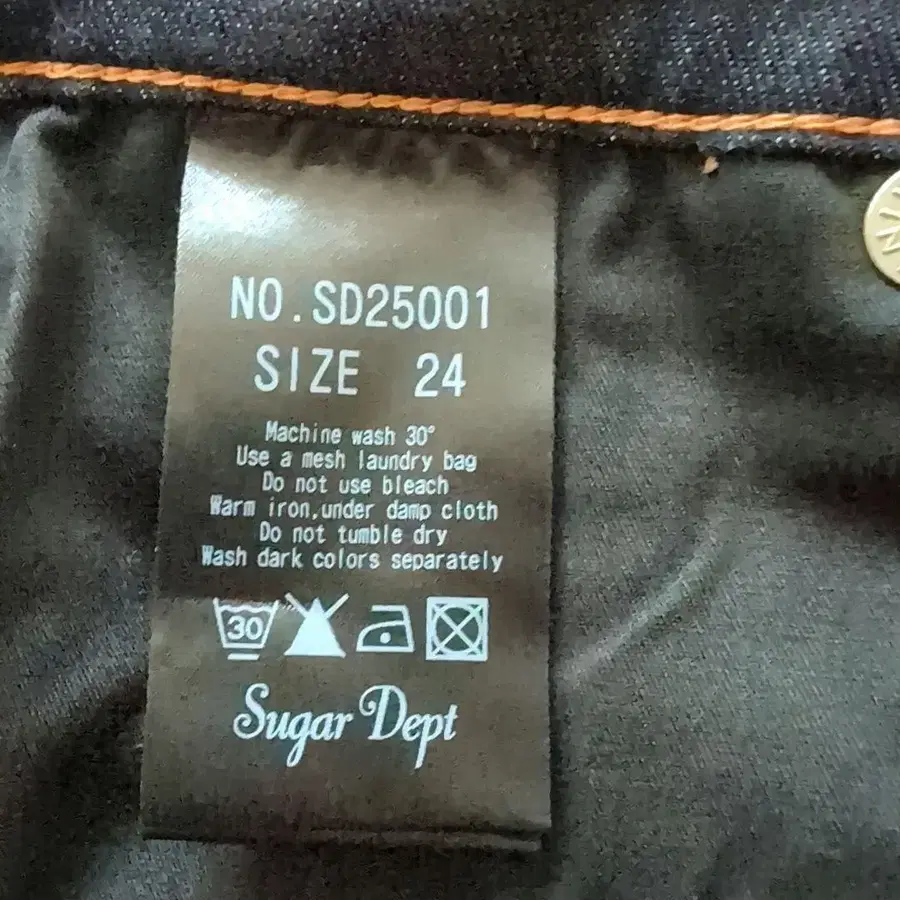 NO.SD25001
SIZE 24
Machine wash 30°
Use a mesh laundry bag
Do not use bleach
Warm iron,under damp cloth
Do not tumble dry
Wash dark colors separately
30
Sugar Dept